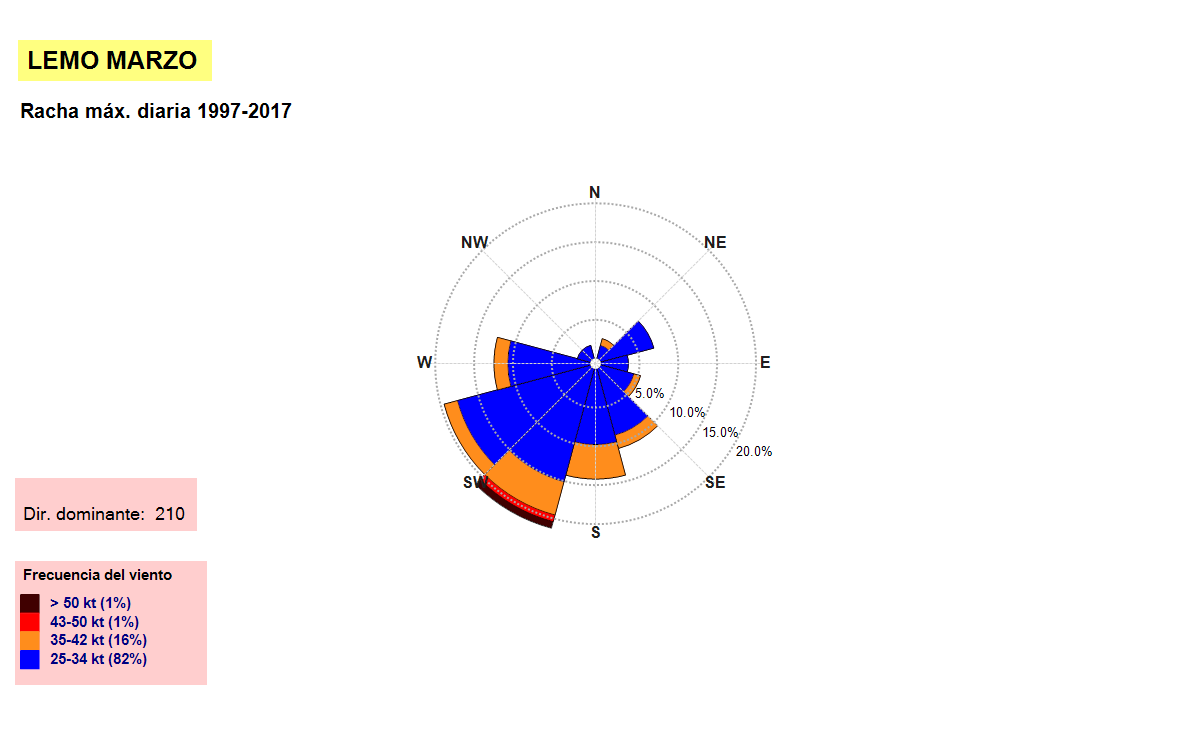 LEMO MARZO
Racha máx. diaria 1997-2017
N
NW
NE
W
E
5.0%
10.0%
15.0%
20.0%
SW
SE
S
Dir. dominante: 210
Frecuencia del viento
> 50 kt (1%)
43-50 kt (1%)
35-42 kt (16%)
25-34 kt (82%)